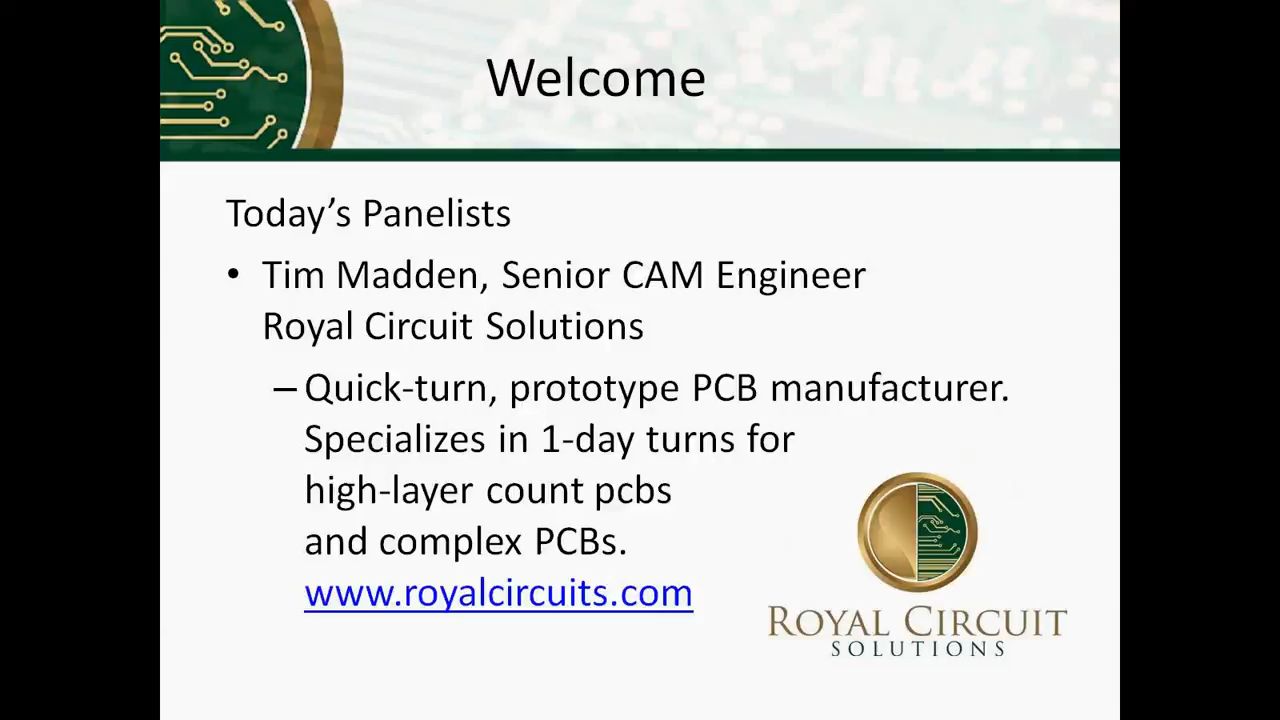 Welcome
Today’s Panelists
• Tim Madden, Senior CAM Engineer
Royal Circuit Solutions
– Quick-turn, prototype PCB manufacturer.
Specializes in 1-day turns for
high-layer count pcbs
and complex PCBs.
www.royalcircuits.com
ROYAL CIRCUIT
SOLUTIONS